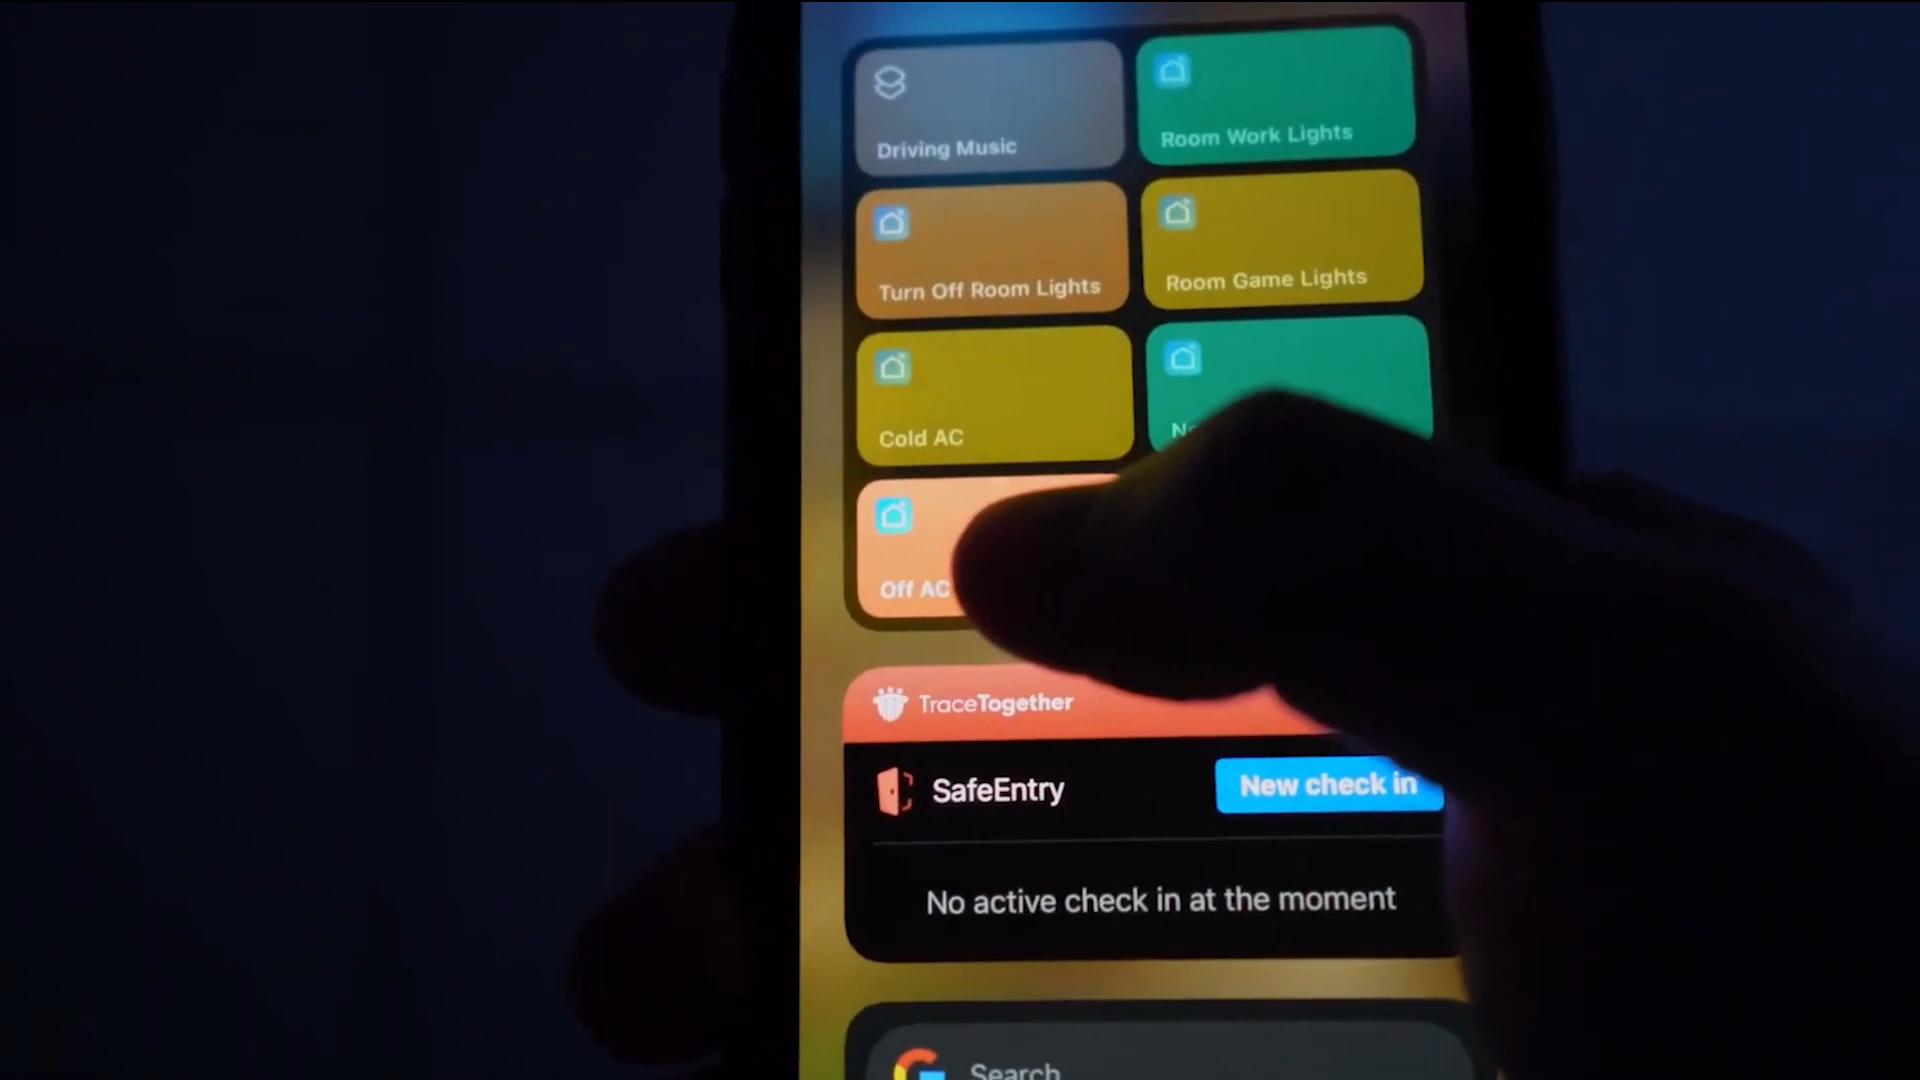 Driving Music
Room Work Lights
Turn Off Room Lights
Room Game Lights
Cold AC
Off AC
TraceTogether
SafeEntry
New check in
No active check in at the moment
Search